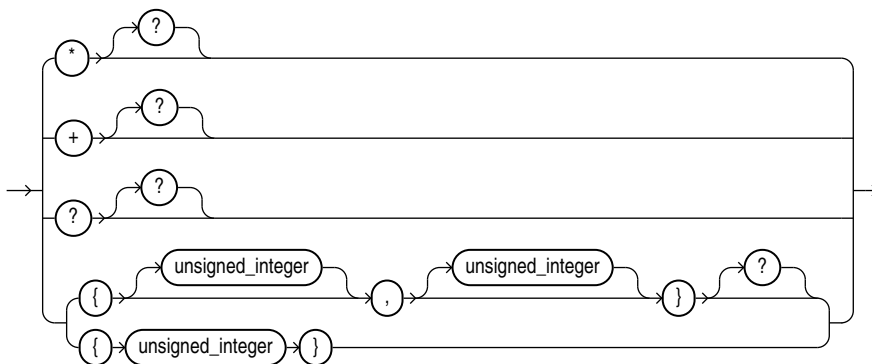 ?
*
?
+
?
?
unsigned_integer unsigned_integer ?
{ , }
{ unsigned_integer }